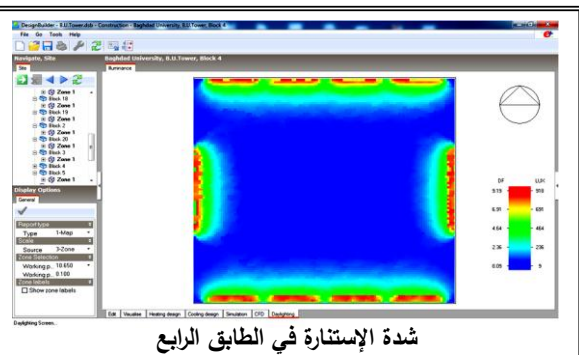 DesignBuilder - B.U.Tower.dsb - Construction - Baghdad University, B.U.Tower, Block 4
File Go Tools Help
Navigate, Site
Baghdad University, B.U.Tower, Block 4
Site
Illuminance
Zone 1
Block 18
Zone 1
Block 19
Zone 1
Block 2
Zone 1
Block 20
Zone 1
Block 3
Zone 1
Block 4
Block 5
Zone 1
Display Options
General
Report type
Type 1-Map
Scale
Source 3-Zone
Zone Selection
Working p... 10.650
Working p... 0.100
Zone labels
Show zone labels
DF LUX
9.19 918
6.91 691
4.64 464
2.36 236
0.09 9
Edit Visualise Heating design Cooling design Simulation CFD Daylighting
Daylighting Screen...
شدة الإستنارة في الطابق الرابع